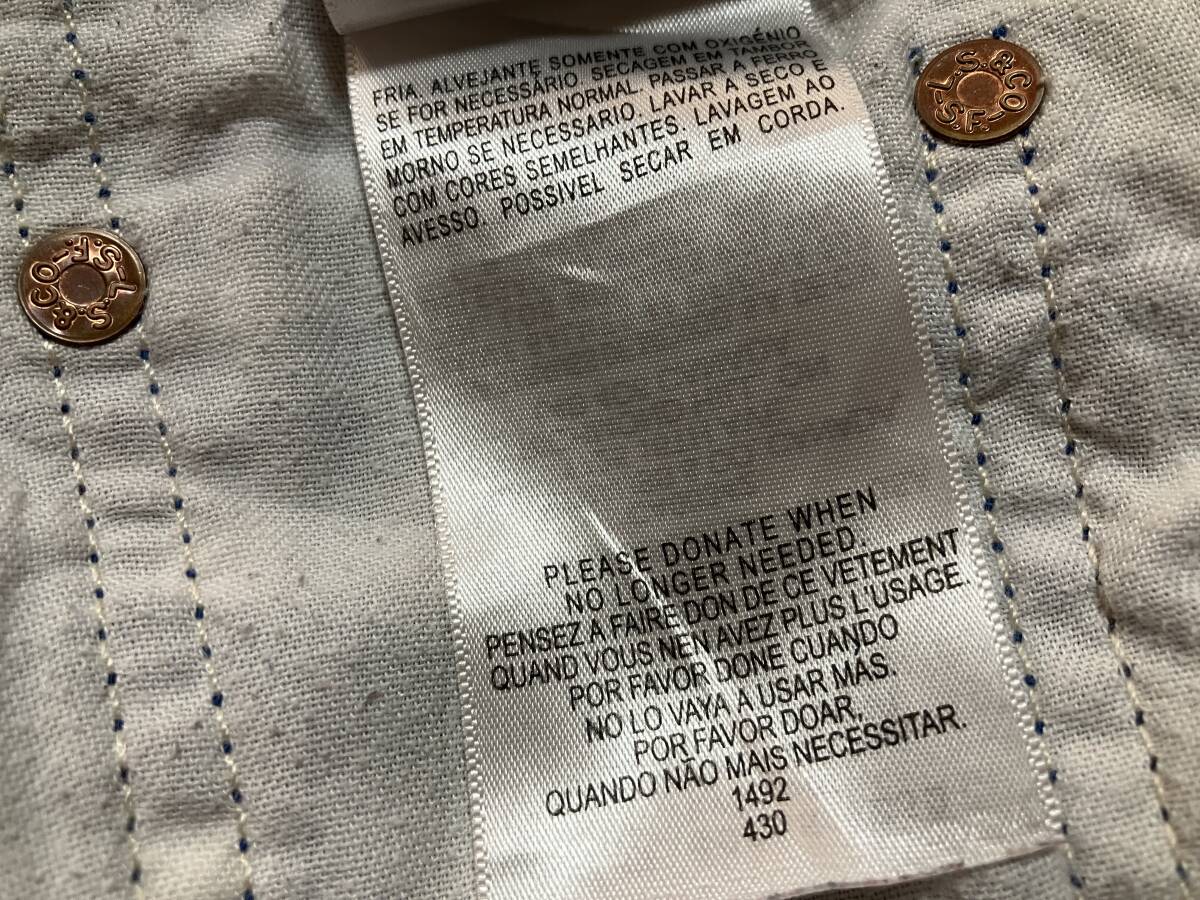 FRIA. ALVEJANTE SOMENTE COM OXIGÉNIO
SE FOR NECESSÁRIO. SECAGEM EM TAMBOR
EM TEMPERATURA NORMAL. PASSAR A FERRO
MORNO SE NECESSARIO. LAVAR A SECO E
COM CORES SEMELHANTES. LAVAGEM AO
AVESSO POSSIVEL SECAR EM CORDA.
L.S.&CO-S.F.-
L.S.&CO-S.F-
PLEASE DONATE WHEN
NO LONGER NEEDED.
PENSEZ A FAIRE DON DE CE VETEMENT
QUAND VOUS NEN AVEZ PLUS L'USAGE.
POR FAVOR DONE CUANDO
NO LO VAYA A USAR MAS.
POR FAVOR DOAR,
QUANDO NÃO MAIS NECESSITAR.
1492
430